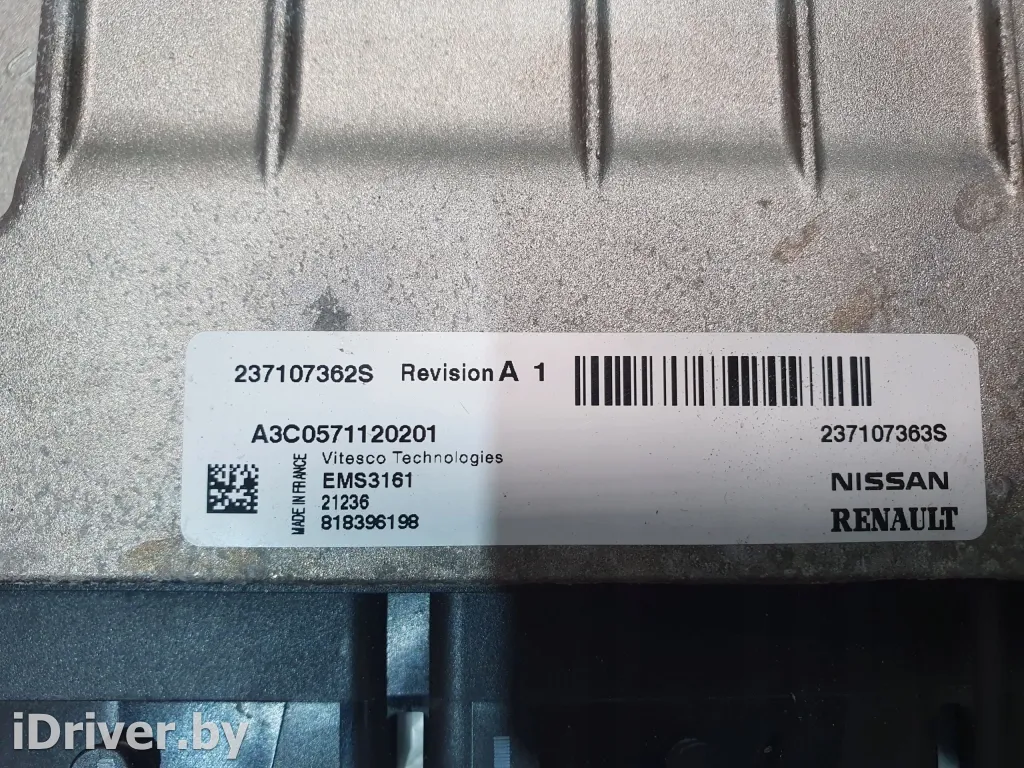 237107362S Revision A 1
A3C0571120201
237107363S
Vitesco Technologies
MADE IN FRANCE
EMS3161
21236
818396198
NISSAN
RENAULT
iDriver.by